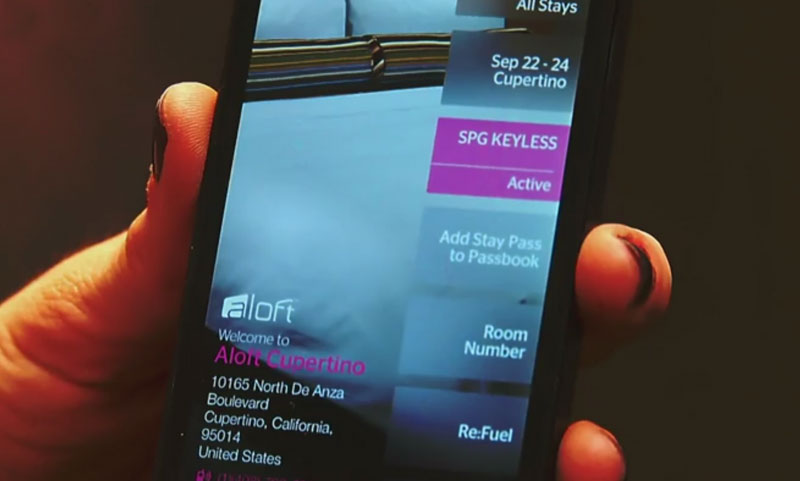 All Stays
Sep 22 - 24
Cupertino
SPG KEYLESS
Active
Add Stay Pass
to Passbook
Room
Number
Re:Fuel
aloft
Welcome to
Aloft Cupertino
10165 North De Anza
Boulevard
Cupertino, California,
95014
United States